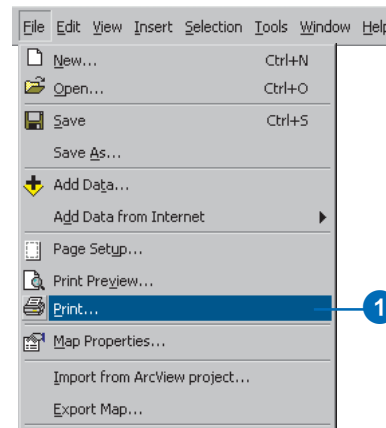 File Edit View Insert Selection Tools Window Help
New... Ctrl+N
Open... Ctrl+O
Save Ctrl+S
Save As...
Add Data...
Add Data from Internet
Page Setup...
Print Preview...
Print... 1
Map Properties...
Import from ArcView project...
Export Map...